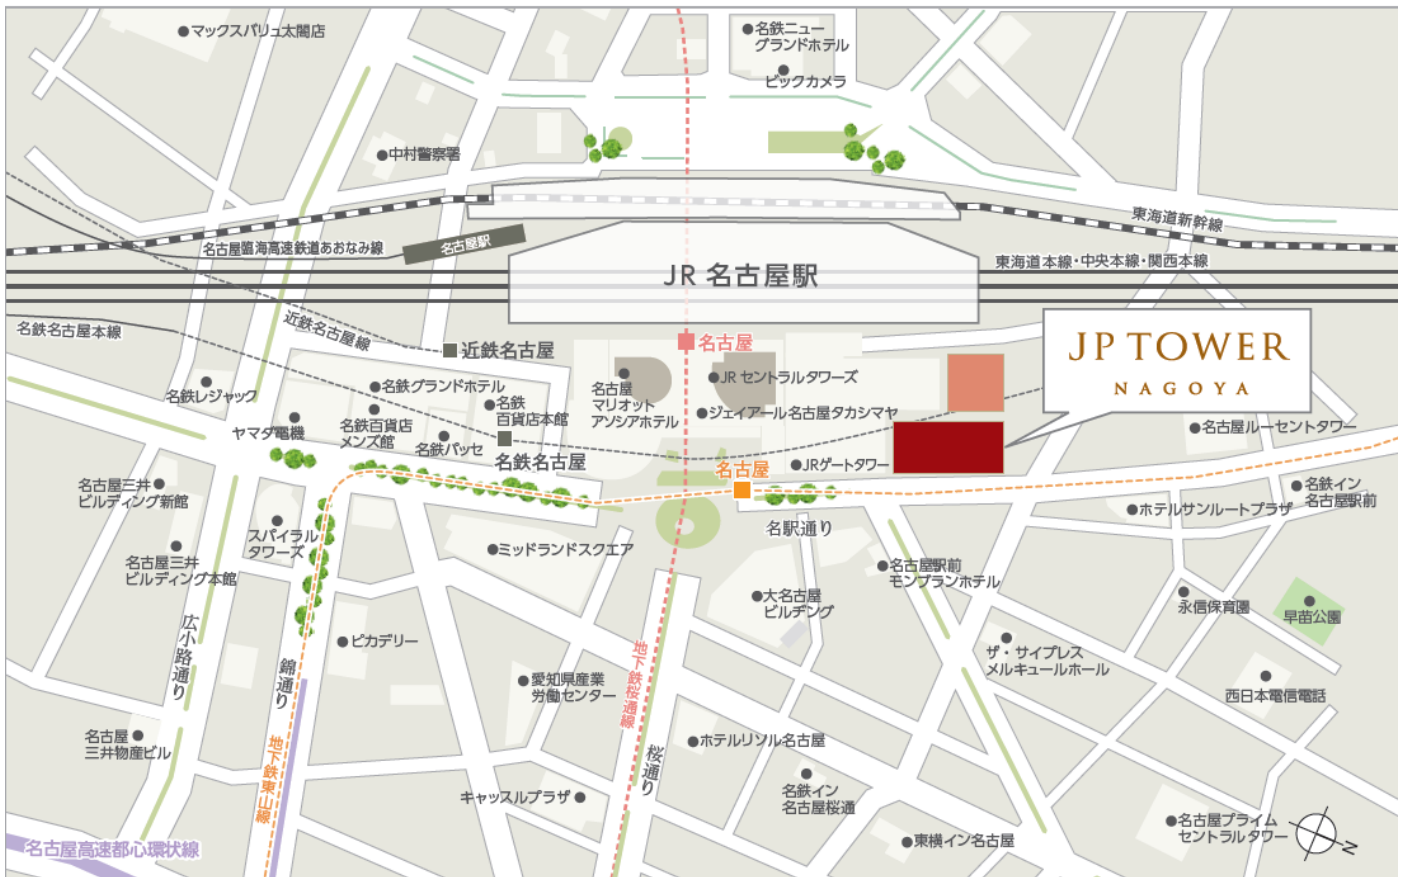 マックスバリュ太閤店
名鉄ニュー
グランドホテル
ビックカメラ
中村警察署
東海道新幹線
名古屋臨海高速鉄道あおなみ線
名古屋駅
JR 名古屋駅
東海道本線・中央本線・関西本線
名鉄名古屋本線
近鉄名古屋線
近鉄名古屋
名古屋
JP TOWER
NAGOYA
名鉄レジャック
名鉄グランドホテル
名古屋
マリオット
アソシアホテル
JR セントラルタワーズ
ジェイアール名古屋タカシマヤ
ヤマダ電機
名鉄百貨店
メンズ館
名鉄
百貨店本館
名鉄パッセ
名鉄名古屋
名古屋
JRゲートタワー
名古屋ルーセントタワー
名古屋三井
ビルディング新館
スパイラル
タワーズ
名駅通り
ホテルサンルートプラザ
名鉄イン
名古屋駅前
名古屋三井
ビルディング本館
ミッドランドスクエア
名古屋駅前
モンブランホテル
大名古屋
ビルヂング
永信保育園
早苗公園
広小路通り
錦通り
ピカデリー
地下鉄桜通線
ザ・サイプレス
メルキュールホール
愛知県産業
労働センター
西日本電信電話
名古屋
三井物産ビル
地下鉄東山線
桜通り
ホテルリソル名古屋
キャッスルプラザ
名鉄イン
名古屋桜通
東横イン名古屋
名古屋プライム
セントラルタワー
名古屋高速都心環状線
N